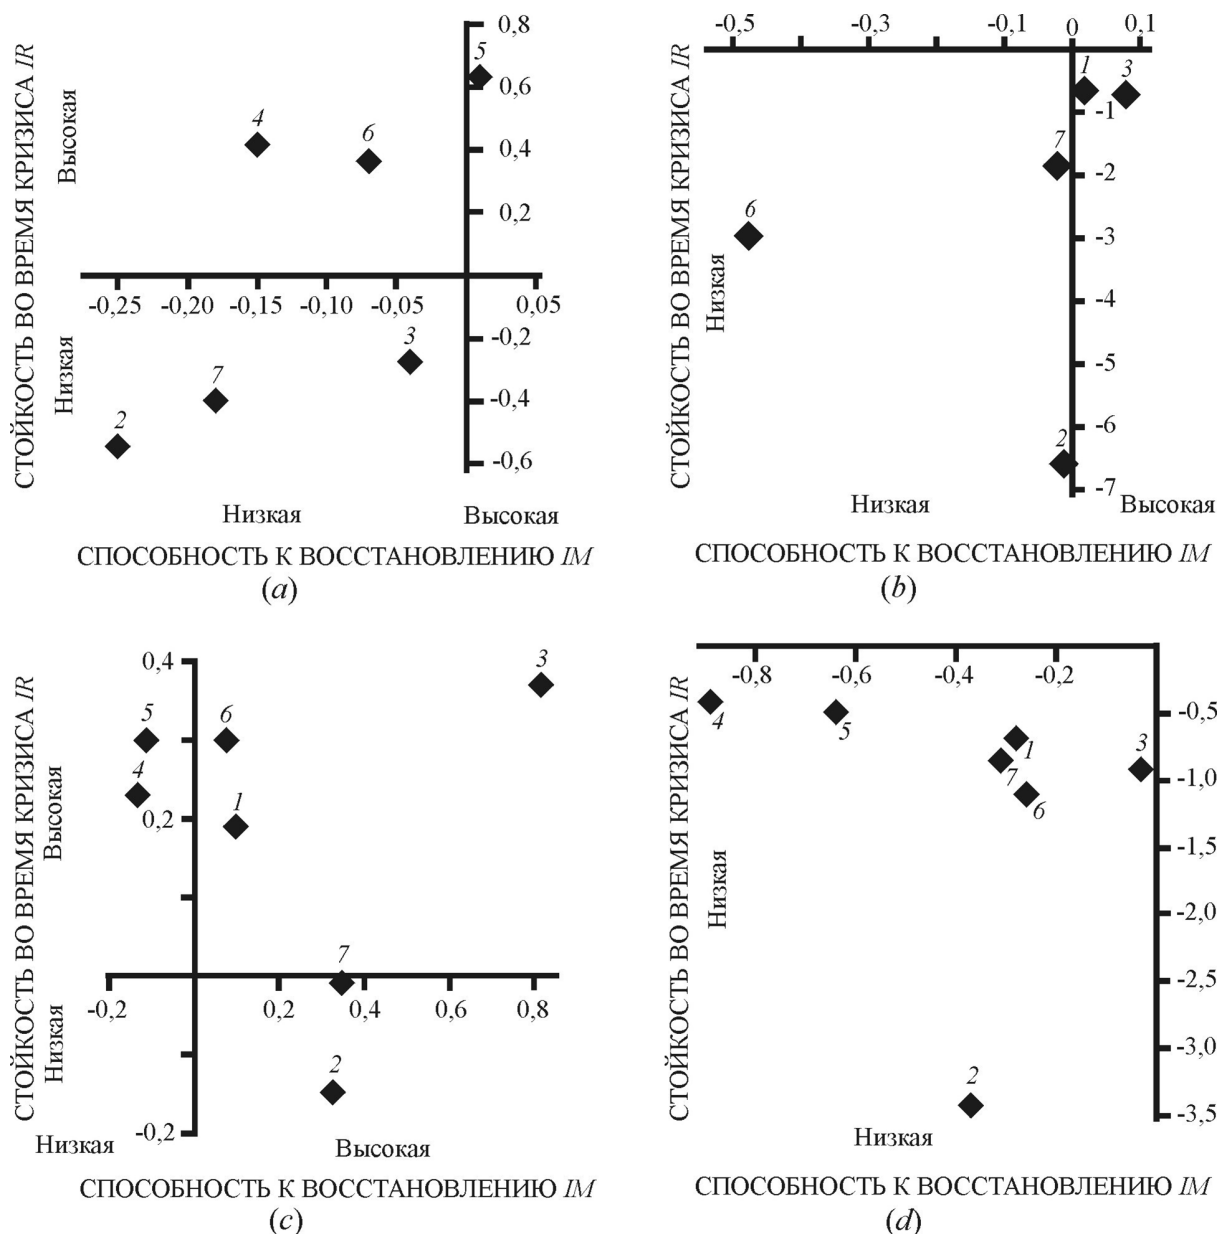 СТОЙКОСТЬ ВО ВРЕМЯ КРИЗИСА IR
Высокая
Низкая
0,8
5
0,6
4
6
0,4
0,2
-0,25 -0,20 -0,15 -0,10 -0,05 0,05
-0,2
3
7
-0,4
2
-0,6
Низкая
Высокая
СПОСОБНОСТЬ К ВОССТАНОВЛЕНИЮ IM
(a)
СТОЙКОСТЬ ВО ВРЕМЯ КРИЗИСА IR
Низкая
-0,5 -0,3 -0,1 0 0,1
1 3
-1
7
-2
6
-3
-4
-5
-6
2
-7
Низкая
Высокая
СПОСОБНОСТЬ К ВОССТАНОВЛЕНИЮ IM
(b)
СТОЙКОСТЬ ВО ВРЕМЯ КРИЗИСА IR
Высокая
Низкая
0,4
3
5 6
4
1
0,2
7
-0,2 0,2 0,4 0,6 0,8
2
-0,2
Низкая
Высокая
СПОСОБНОСТЬ К ВОССТАНОВЛЕНИЮ IM
(c)
СТОЙКОСТЬ ВО ВРЕМЯ КРИЗИСА IR
Низкая
-0,8 -0,6 -0,4 -0,2
-0,5
4 5
1 3
7
-1,0
6
-1,5
-2,0
-2,5
-3,0
2
-3,5
Низкая
СПОСОБНОСТЬ К ВОССТАНОВЛЕНИЮ IM
(d)